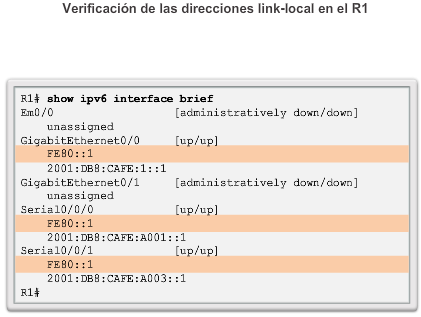 Verificación de las direcciones link-local en el R1
R1# show ipv6 interface brief
Em0/0 [administratively down/down]
unassigned
GigabitEthernet0/0 [up/up]
FE80::1
2001:DB8:CAFE:1::1
GigabitEthernet0/1 [administratively down/down]
unassigned
Serial0/0/0 [up/up]
FE80::1
2001:DB8:CAFE:A001::1
Serial0/0/1 [up/up]
FE80::1
2001:DB8:CAFE:A003::1
R1#